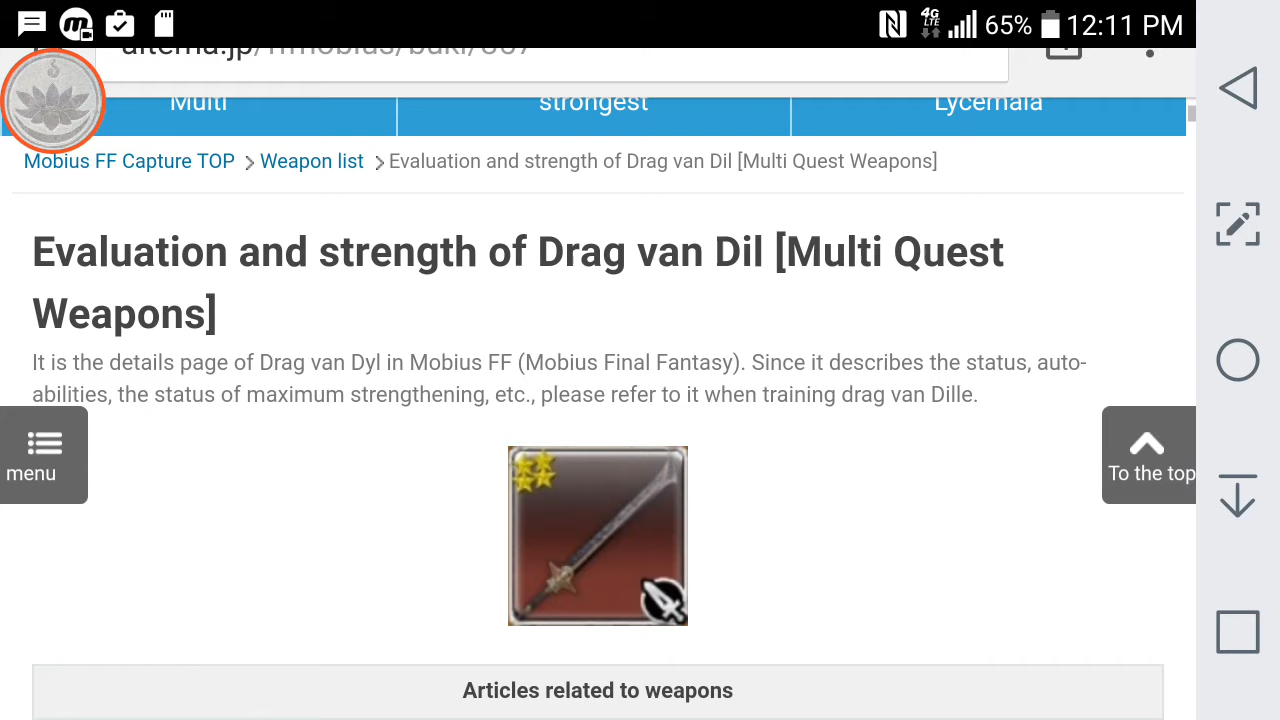 4G
LTE
65%
12:11 PM
Multi
strongest
Mobius FF Capture TOP > Weapon list > Evaluation and strength of Drag van Dil [Multi Quest Weapons]
Evaluation and strength of Drag van Dil [Multi Quest
Weapons]
It is the details page of Drag van Dyl in Mobius FF (Mobius Final Fantasy). Since it describes the status, auto-
abilities, the status of maximum strengthening, etc., please refer to it when training drag van Dille.
menu
To the top
Articles related to weapons